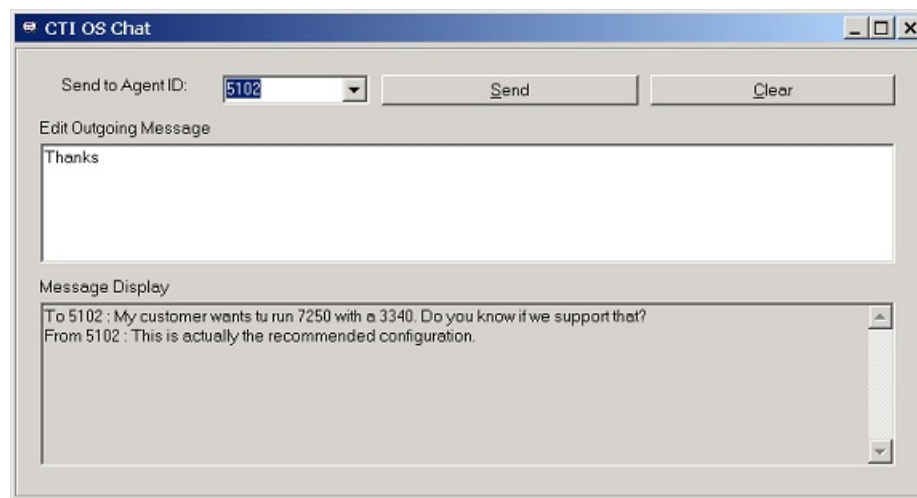 CTI OS Chat
Send to Agent ID: 5102 Send Clear
Edit Outgoing Message
Thanks
Message Display
To 5102 : My customer wants tu run 7250 with a 3340. Do you know if we support that?
From 5102 : This is actually the recommended configuration.